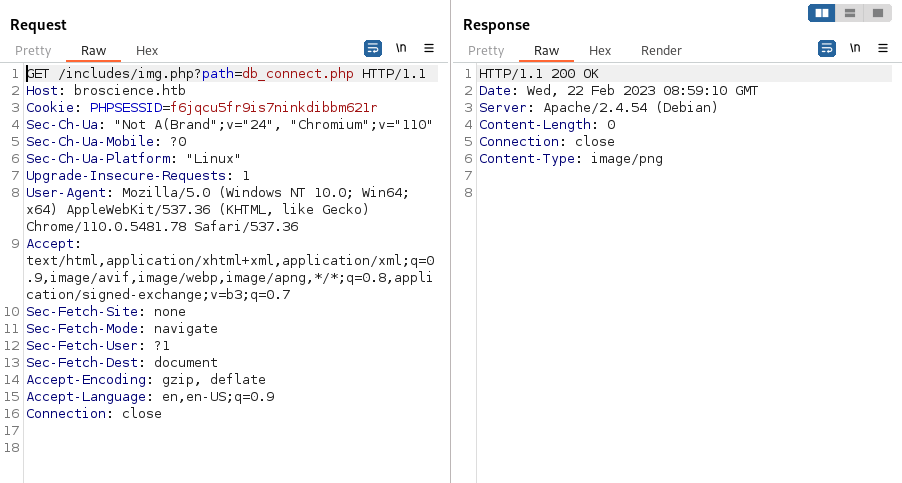 Request
Pretty Raw Hex \n
1 GET /includes/img.php?path=db_connect.php HTTP/1.1
2 Host: broscience.htb
3 Cookie: PHPSESSID=f6jqcu5fr9is7ninkdibbm621r
4 Sec-Ch-Ua: "Not A(Brand";v="24", "Chromium";v="110"
5 Sec-Ch-Ua-Mobile: ?0
6 Sec-Ch-Ua-Platform: "Linux"
7 Upgrade-Insecure-Requests: 1
8 User-Agent: Mozilla/5.0 (Windows NT 10.0; Win64;
x64) AppleWebKit/537.36 (KHTML, like Gecko)
Chrome/110.0.5481.78 Safari/537.36
9 Accept:
text/html,application/xhtml+xml,application/xml;q=0
.9,image/avif,image/webp,image/apng,*/*;q=0.8,appli
cation/signed-exchange;v=b3;q=0.7
10 Sec-Fetch-Site: none
11 Sec-Fetch-Mode: navigate
12 Sec-Fetch-User: ?1
13 Sec-Fetch-Dest: document
14 Accept-Encoding: gzip, deflate
15 Accept-Language: en,en-US;q=0.9
16 Connection: close
17
18
Response
Pretty Raw Hex Render \n
1 HTTP/1.1 200 OK
2 Date: Wed, 22 Feb 2023 08:59:10 GMT
3 Server: Apache/2.4.54 (Debian)
4 Content-Length: 0
5 Connection: close
6 Content-Type: image/png
7
8